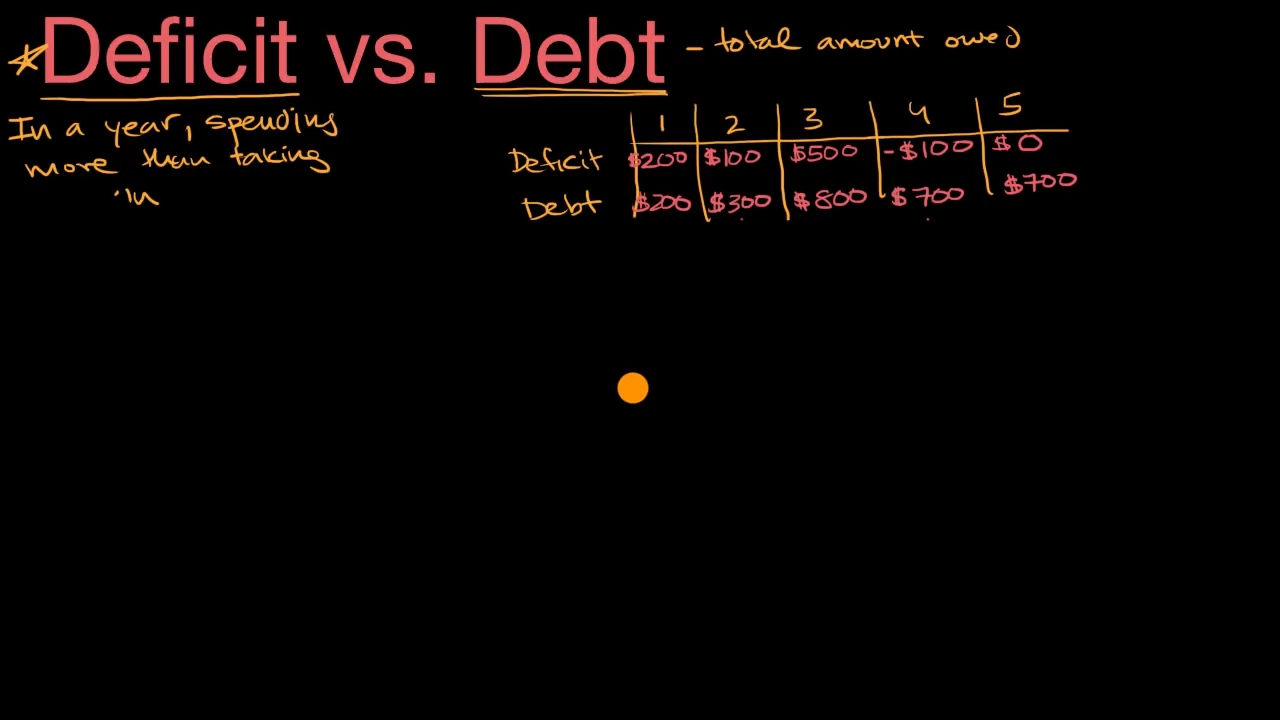 *Deficit vs. Debt - total amount owed
In a year, spending
more than taking
in
1 2 3 4 5
Deficit $200 $100 $500 -$100 $0
Debt $200 $300 $800 $700 $700